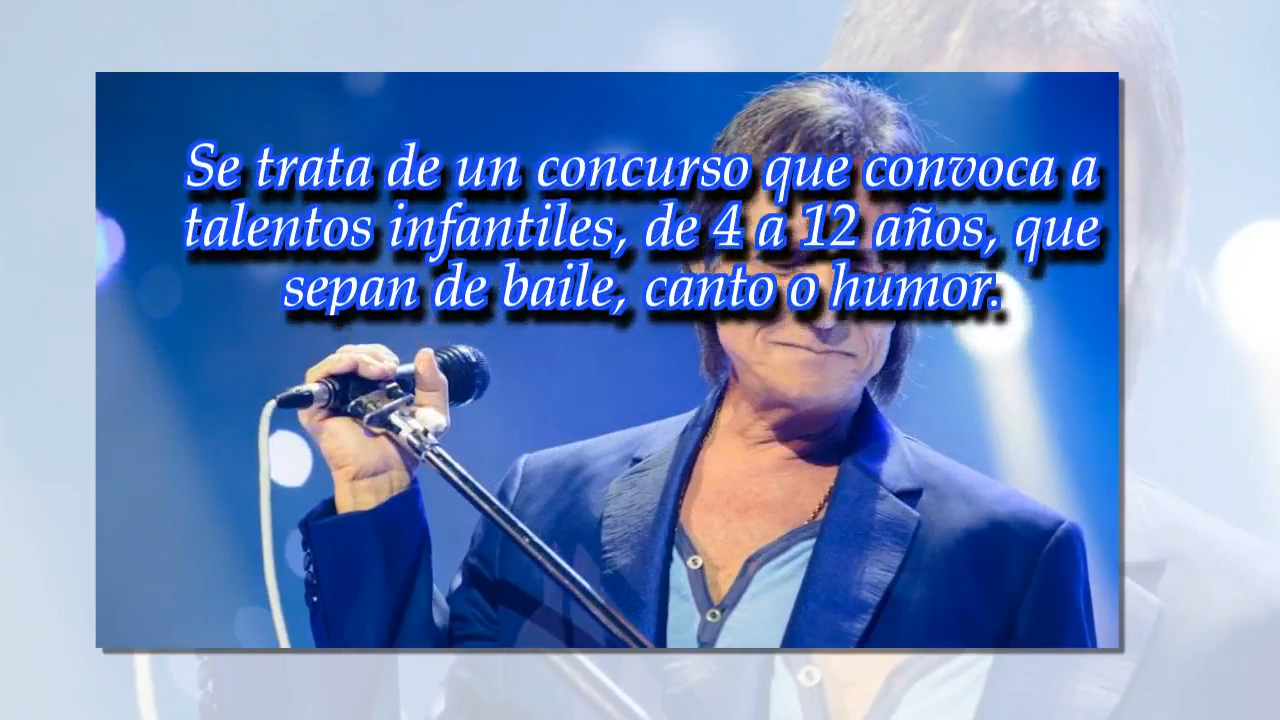 Se trata de un concurso que convoca a
talentos infantiles, de 4 a 12 años, que
sepan de baile, canto o humor.